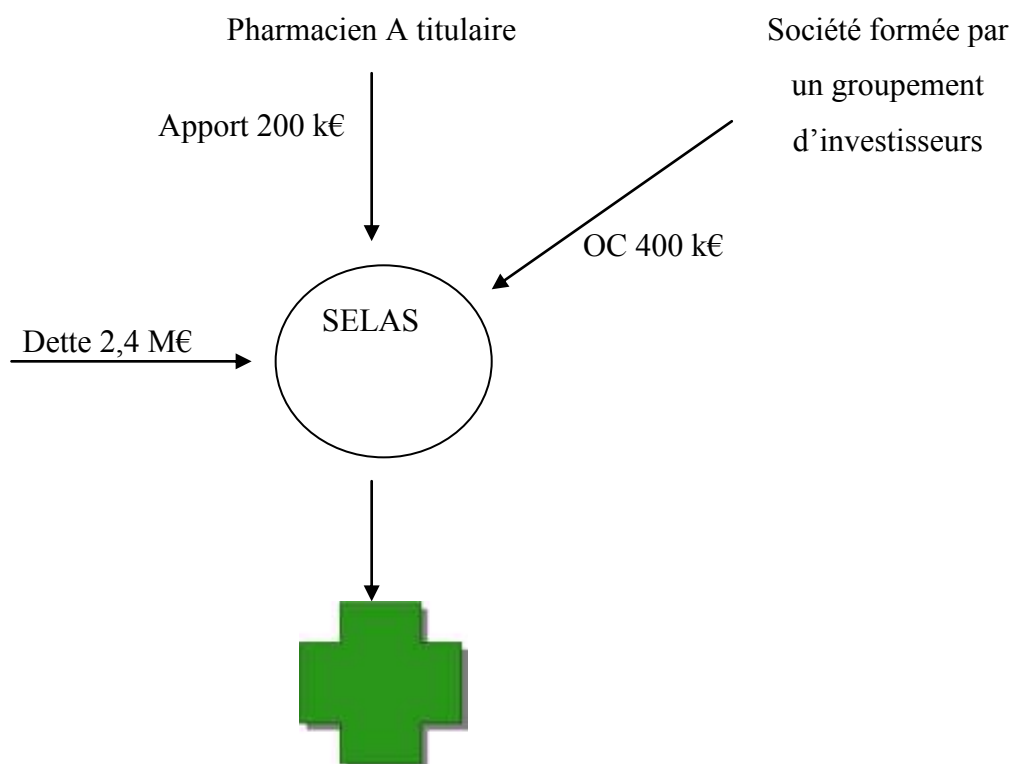 Pharmacien A titulaire
Société formée par
un groupement
d’investisseurs
Apport 200 k€
OC 400 k€
SELAS
Dette 2,4 M€